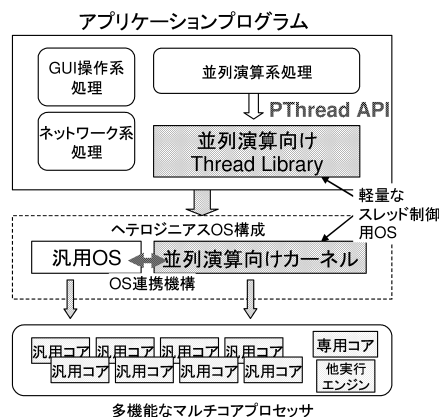 アプリケーションプログラム
GUI操作系
処理
並列演算系処理
PThread API
ネットワーク系
処理
並列演算向け
Thread Library
軽量な
スレッド制御
用OS
ヘテロジニアスOS構成
汎用OS
並列演算向けカーネル
OS連携機構
汎用コア
汎用コア
汎用コア
汎用コア
専用コア
汎用コア
汎用コア
汎用コア
汎用コア
他実行
エンジン
多機能なマルチコアプロセッサ